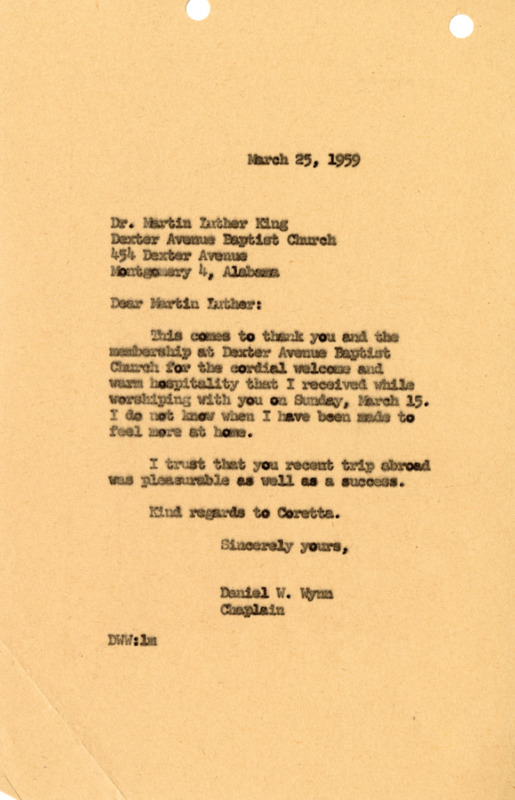 March 25, 1959
Dr. Martin Luther King
Dexter Avenue Baptist Church
454 Dexter Avenue
Montgomery 4, Alabama
Dear Martin Luther:
This comes to thank you and the
membership at Dexter Avenue Baptist
Church for the cordial welcome and
warm hospitality that I received while
worshiping with you on Sunday, March 15.
I do not know when I have been made to
feel more at home.
I trust that you recent trip abroad
was pleasurable as well as a success.
Kind regards to Coretta.
Sincerely yours,
Daniel W. Wynn
Chaplain
DWW:lm